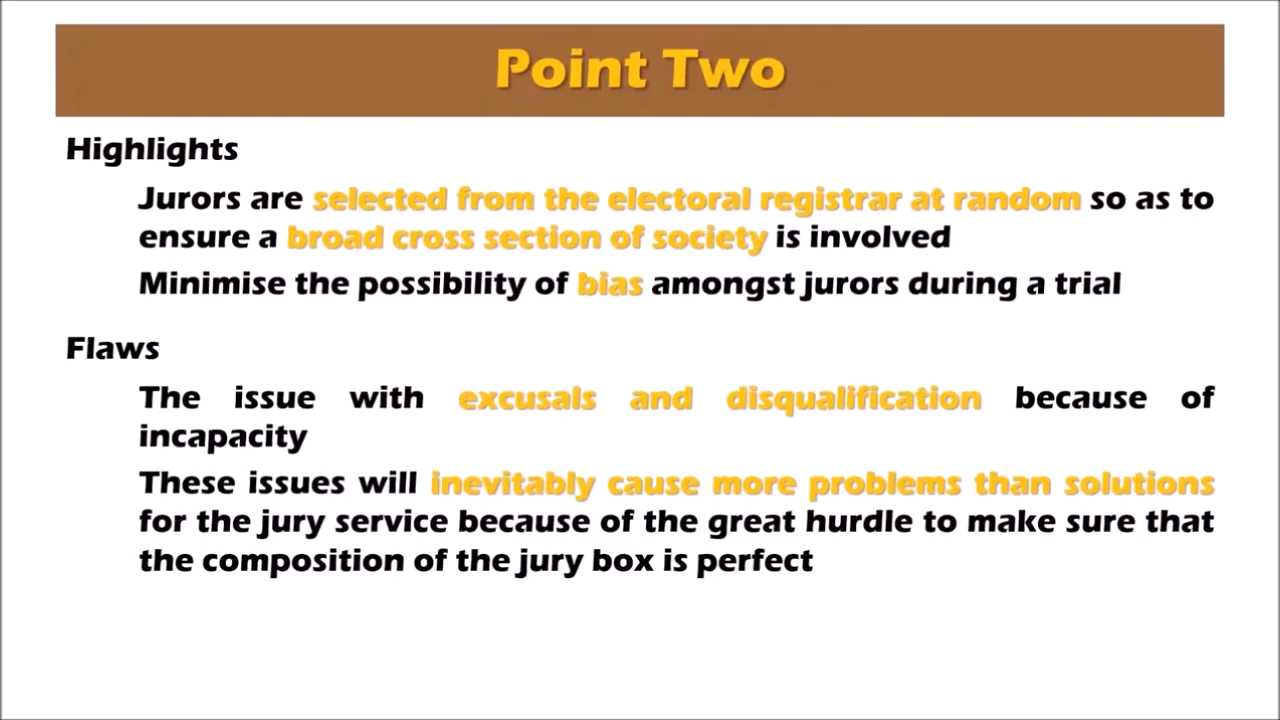 Point Two
Highlights
Jurors are selected from the electoral registrar at random so as to
ensure a broad cross section of society is involved
Minimise the possibility of bias amongst jurors during a trial
Flaws
The issue with excusals and disqualification because of
incapacity
These issues will inevitably cause more problems than solutions
for the jury service because of the great hurdle to make sure that
the composition of the jury box is perfect